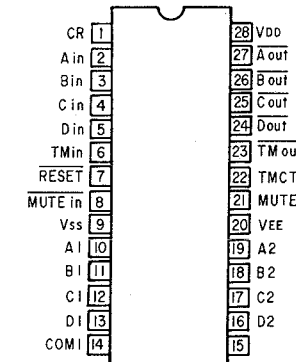 CR 1
Ain 2
Bin 3
Cin 4
Din 5
TMin 6
RESET 7
MUTE in 8
Vss 9
A1 10
B1 11
C1 12
D1 13
COM1 14
28 VDD
27 Aout
26 Bout
25 Cout
24 Dout
23 TMou
22 TMCT
21 MUTE
20 VEE
19 A2
18 B2
17 C2
16 D2
15